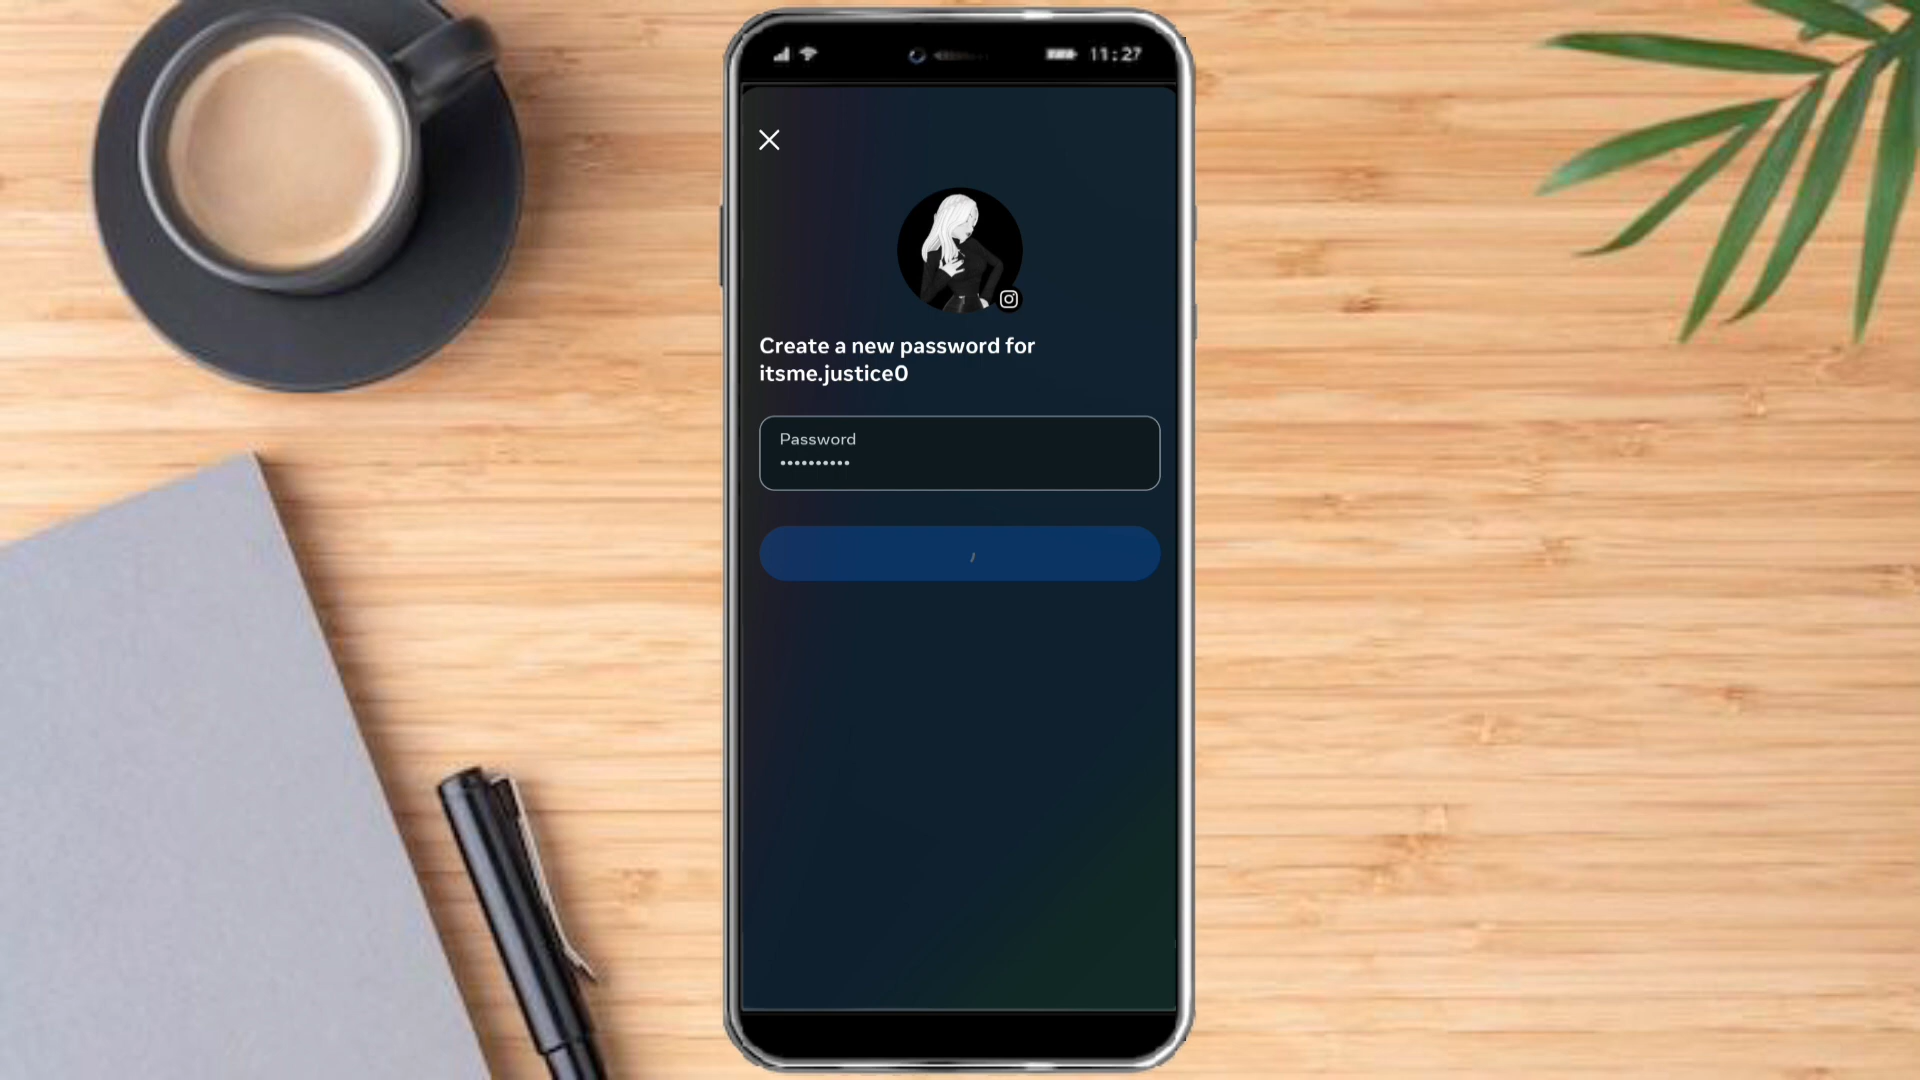 11:27
Create a new password for
itsme.justice0
Password
••••••••••